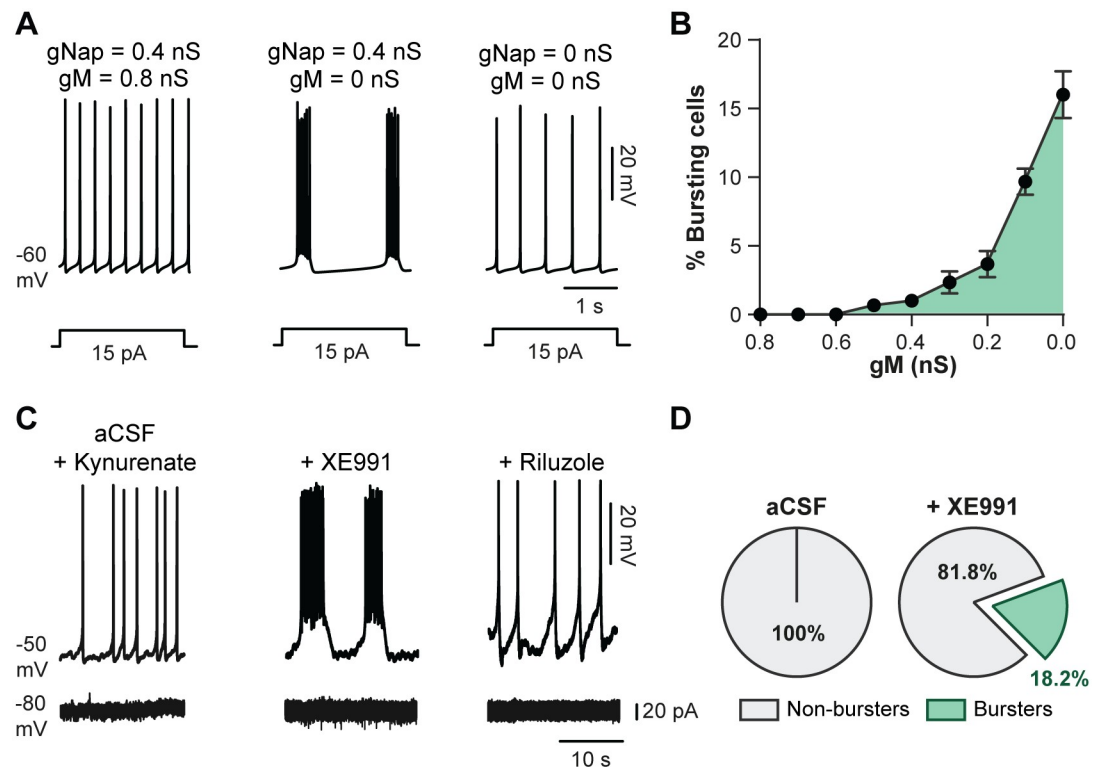 A
gNap = 0.4 nS
gM = 0.8 nS
gNap = 0.4 nS
gM = 0 nS
gNap = 0 nS
gM = 0 nS
20 mV
-60
mV
1 s
15 pA
15 pA
15 pA
B
% Bursting cells
20
15
10
5
0
0.8
0.6
0.4
0.2
0.0
gM (nS)
C
aCSF
+ Kynurenate
+ XE991
+ Riluzole
20 mV
-50
mV
-80
mV
20 pA
10 s
D
aCSF
+ XE991
100%
81.8%
18.2%
Non-bursters
Bursters